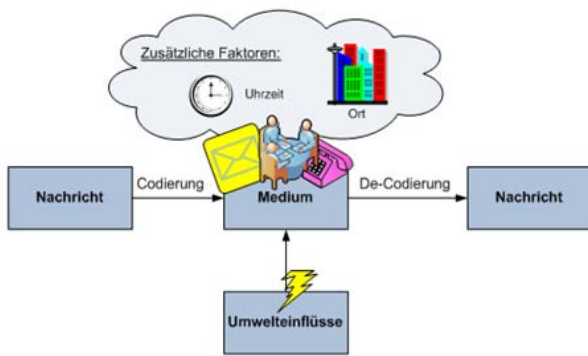 Zusätzliche Faktoren:
Uhrzeit
Ort
Nachricht
Codierung
Medium
De-Codierung
Nachricht
Umwelteinflüsse